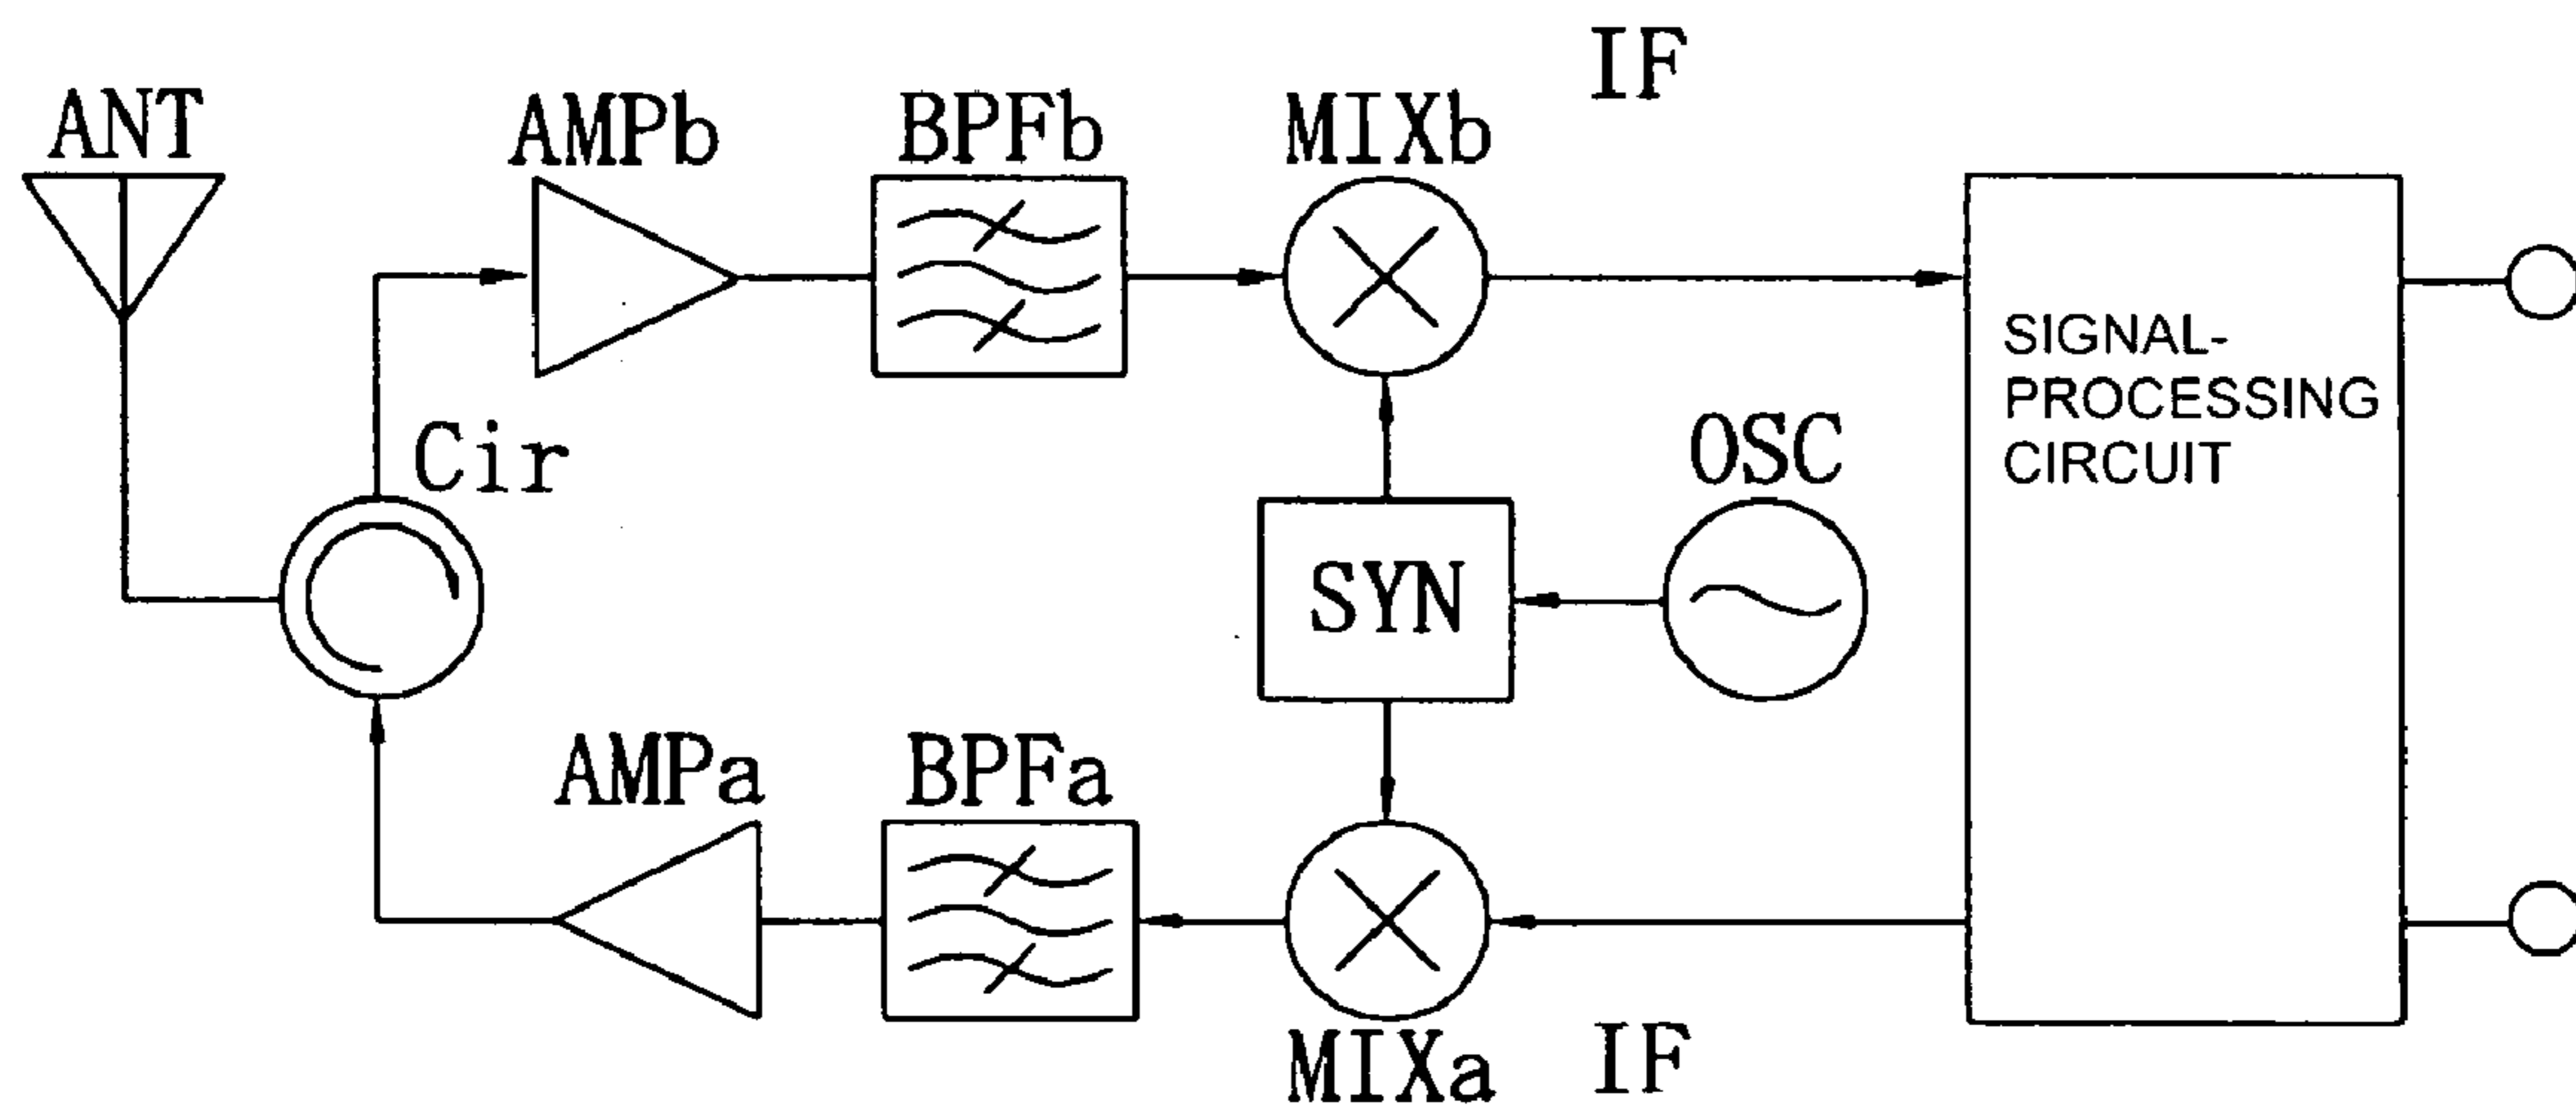 IF
ANT
AMPb
BPFb
MIXb
Cir
OSC
SIGNAL-
PROCESSING
CIRCUIT
SYN
AMPa
BPFa
MIXa
IF